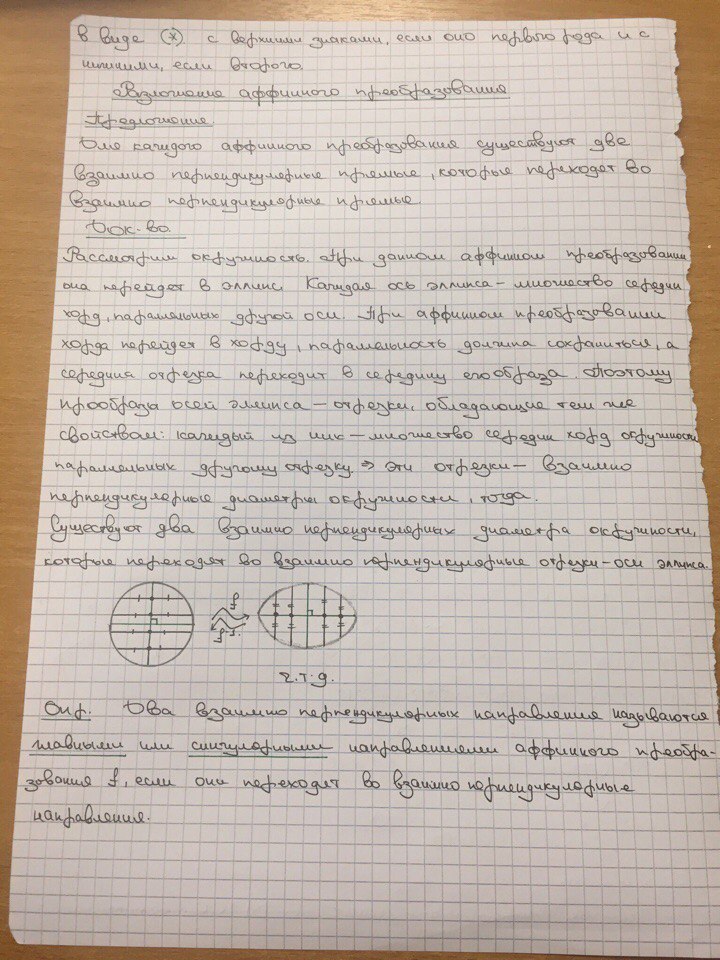 в виде (*) с верхними знаками, если оно первого рода и с
нижними, если второго.
Разложение аффинного преобразования
Предложение.
Для каждого аффинного преобразования существуют две
взаимно перпендикулярные прямые, которые переходят во
взаимно перпендикулярные прямые.
Док-во.
Рассмотрим окружность. При данном аффинном преобразовании
она перейдет в эллипс. Каждая ось эллипса – множество середин
хорд, параллельных другой оси. При аффинном преобразовании
хорда перейдет в хорду, параллельность должна сохраниться, а
середина отрезка переходит в середину его образа. Поэтому
прообраза осей эллипса – отрезки, обладающие тем же
свойством: каждый из них – множество середин хорд окружности
параллельных другому отрезку ⇒ эти отрезки – взаимно
перпендикулярные диаметры окружности, тогда.
Существуют два взаимно перпендикулярных диаметра окружности,
которые переходят во взаимно перпендикулярные отрезки-оси эллипса.
f
ч.т.д.
Опр. Два взаимно перпендикулярных направления называются
главными или сингулярными направлениями аффинного преобра-
зования f, если они переходят во взаимно перпендикулярные
направления.